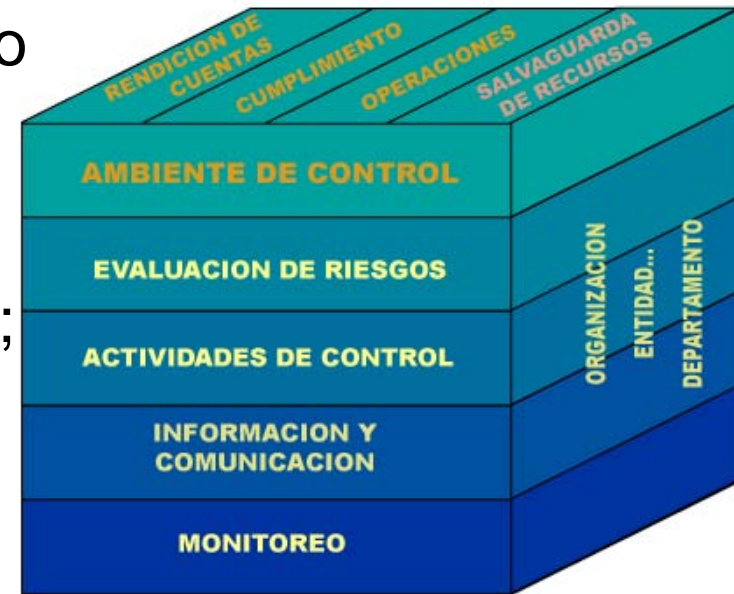 o
RENDICION DE
CUENTAS
CUMPLIMIENTO
OPERACIONES
SALVAGUARDA
DE RECURSOS
AMBIENTE DE CONTROL
EVALUACION DE RIESGOS
;
ACTIVIDADES DE CONTROL
INFORMACION Y
COMUNICACION
MONITOREO
ORGANIZACION
ENTIDAD...
DEPARTAMENTO